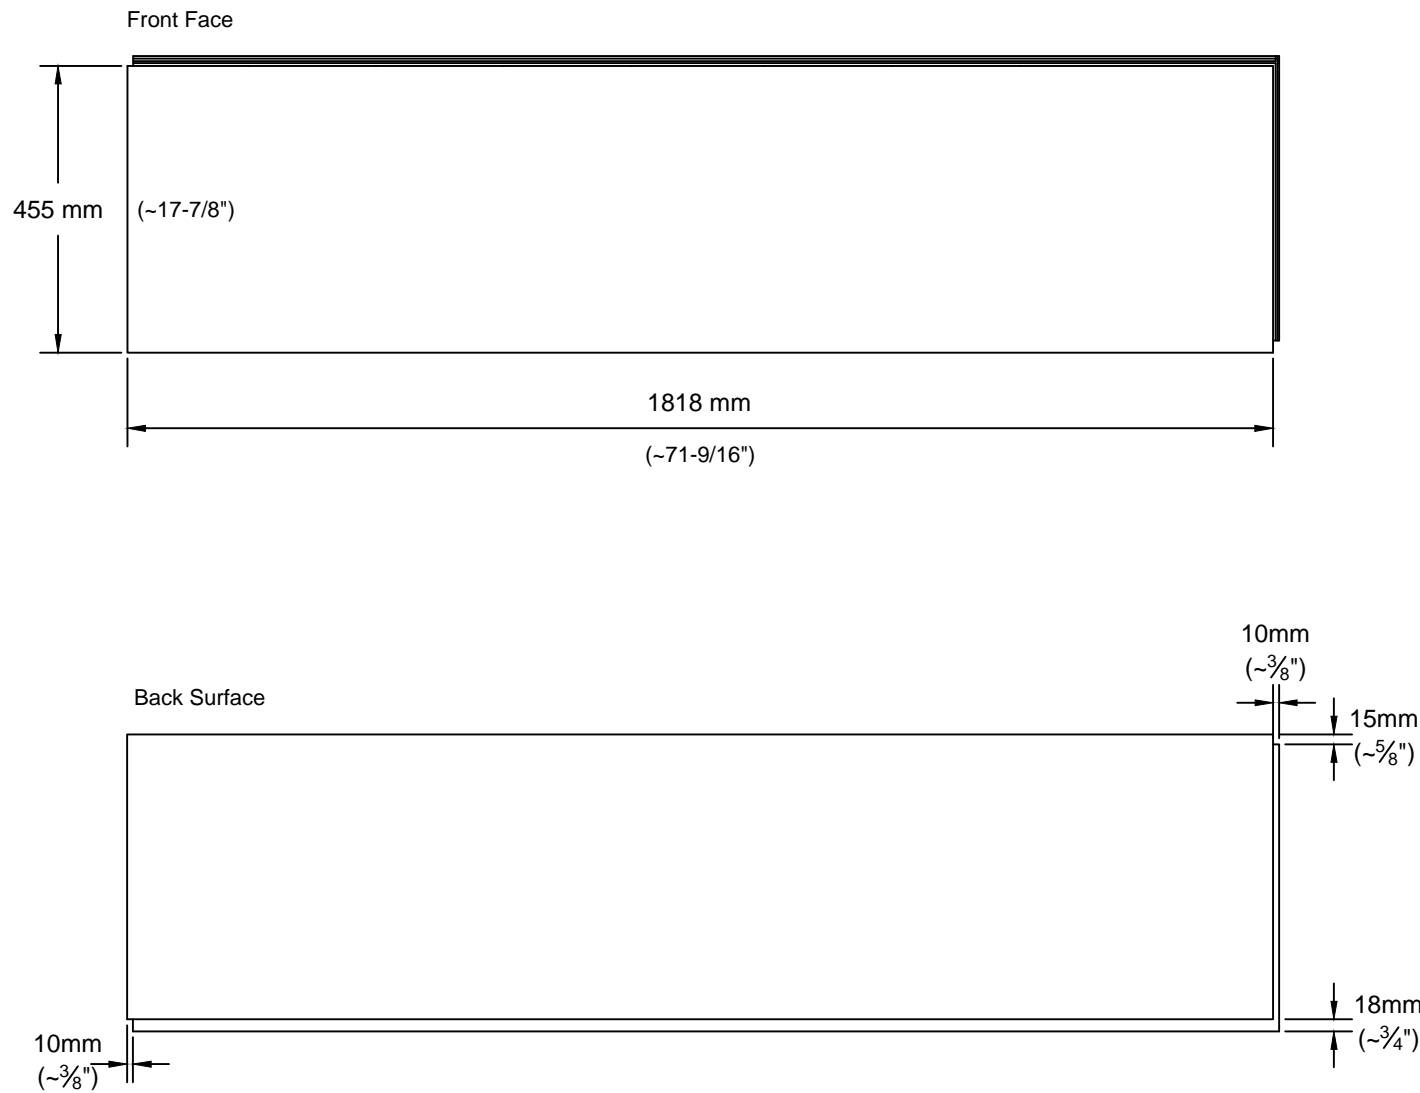 Front Face
455 mm (~17-7/8")
1818 mm
(~71-9/16")
10mm
(~3/8")
Back Surface
15mm
(~5/8")
18mm
(~3/4")
10mm
(~3/8")